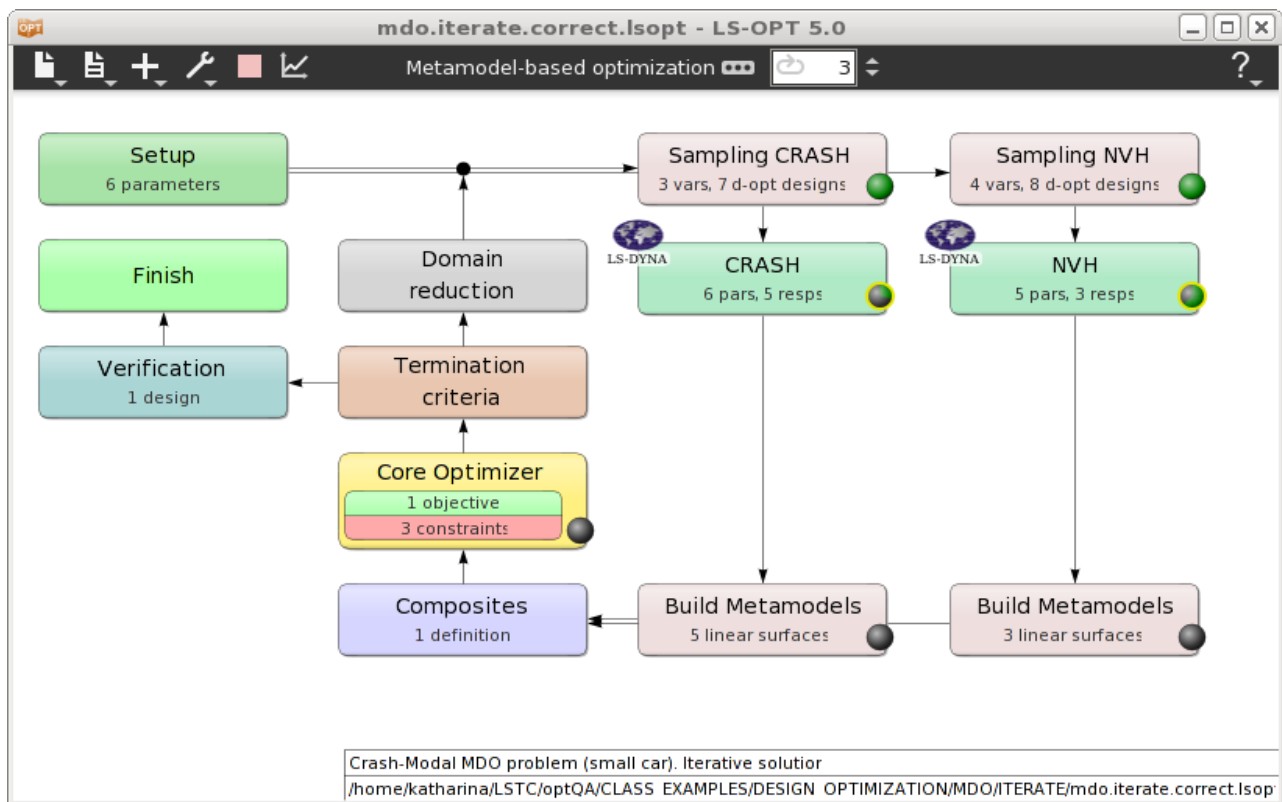 OPT
mdo.iterate.correct.lsopt - LS-OPT 5.0
Metamodel-based optimization
3
?
Setup
6 parameters
Sampling CRASH
3 vars, 7 d-opt designs
Sampling NVH
4 vars, 8 d-opt designs
Finish
Domain
reduction
LS-DYNA
CRASH
6 pars, 5 resps
LS-DYNA
NVH
5 pars, 3 resps
Verification
1 design
Termination
criteria
Core Optimizer
1 objective
3 constraints
Composites
1 definition
Build Metamodels
5 linear surfaces
Build Metamodels
3 linear surfaces
Crash-Modal MDO problem (small car). Iterative solutior
/home/katharina/LSTC/optQA/CLASS_EXAMPLES/DESIGN_OPTIMIZATION/MDO/ITERATE/mdo.iterate.correct.lsop